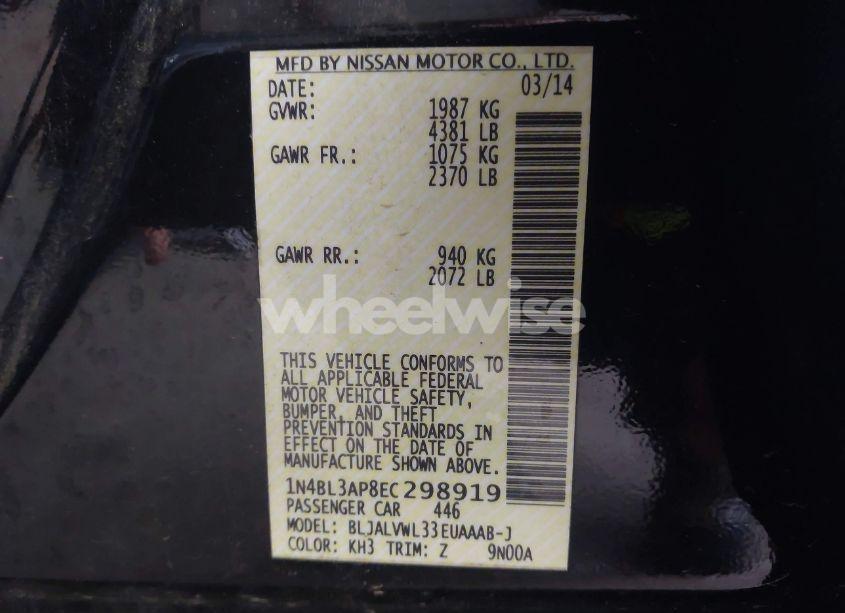 MFD BY NISSAN MOTOR CO., LTD.
DATE: 03/14
GVWR: 1987 KG
4381 LB
GAWR FR.: 1075 KG
2370 LB
GAWR RR.: 940 KG
2072 LB
wheelwise
THIS VEHICLE CONFORMS TO
ALL APPLICABLE FEDERAL
MOTOR VEHICLE SAFETY,
BUMPER, AND THEFT
PREVENTION STANDARDS IN
EFFECT ON THE DATE OF
MANUFACTURE SHOWN ABOVE.
1N4BL3AP8EC298919
PASSENGER CAR 446
MODEL: BLJALVWL33EUAAAB-J
COLOR: KH3 TRIM: Z 9N00A